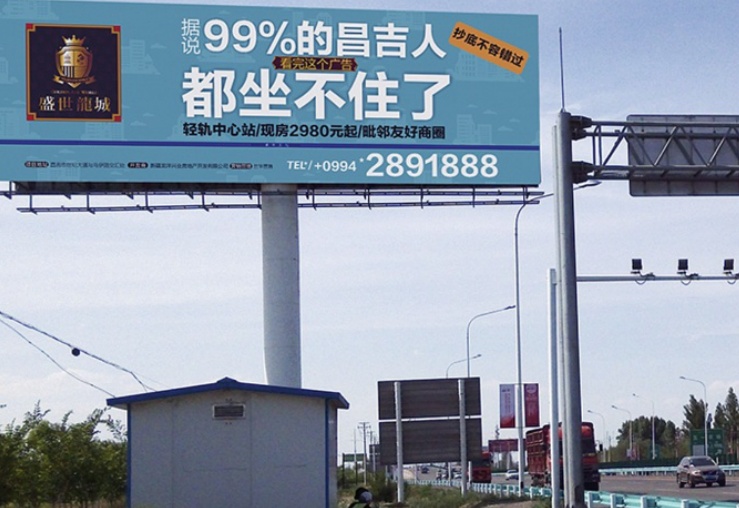 据说
99%的昌吉人
抄底不容错过
看完这个广告
都坐不住了
盛世龍城
轻轨中心站/现房2980元起/毗邻友好商圈
TEL/+0994 2891888